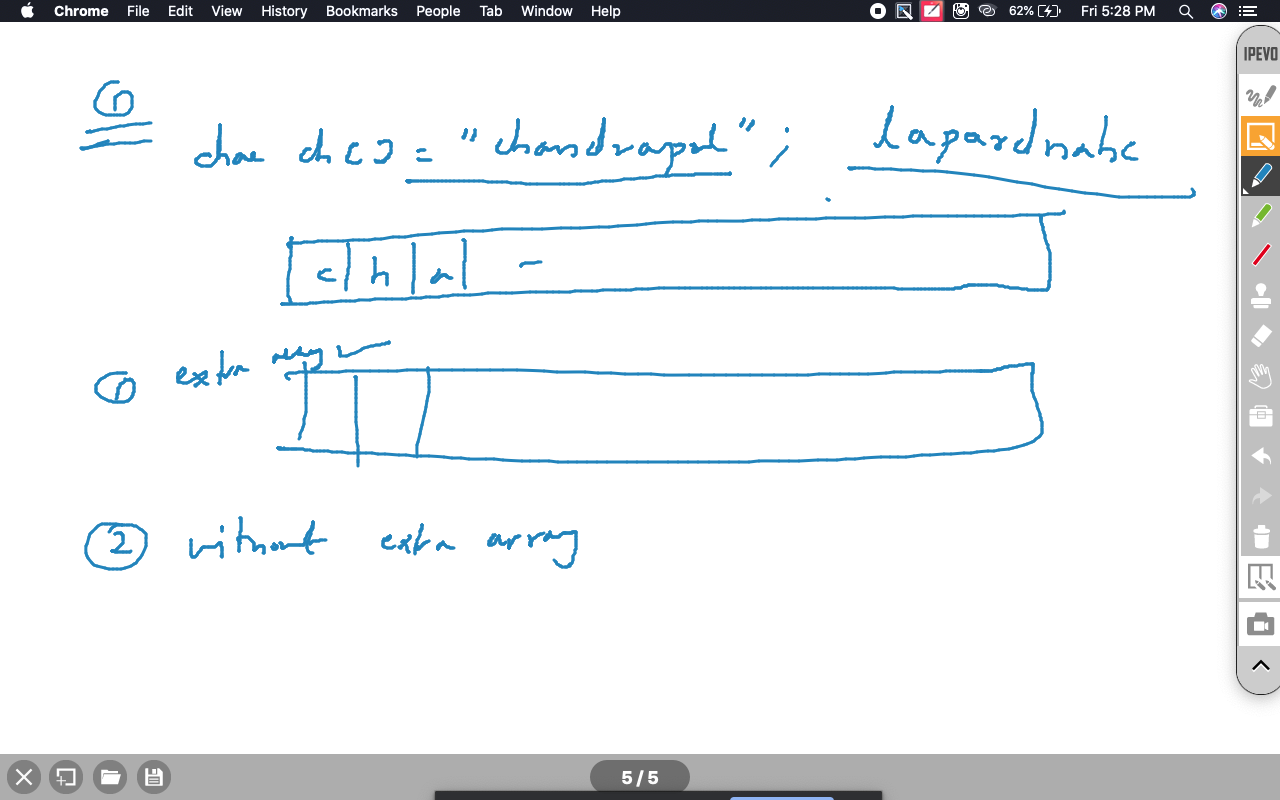 Chrome File Edit View History Bookmarks People Tab Window Help 62% Fri 5:28 PM
IPEVO
1
char ch[] = "chandrapal"; lapardnahc
c h a -
1 extra array
2 without extra array
5 / 5